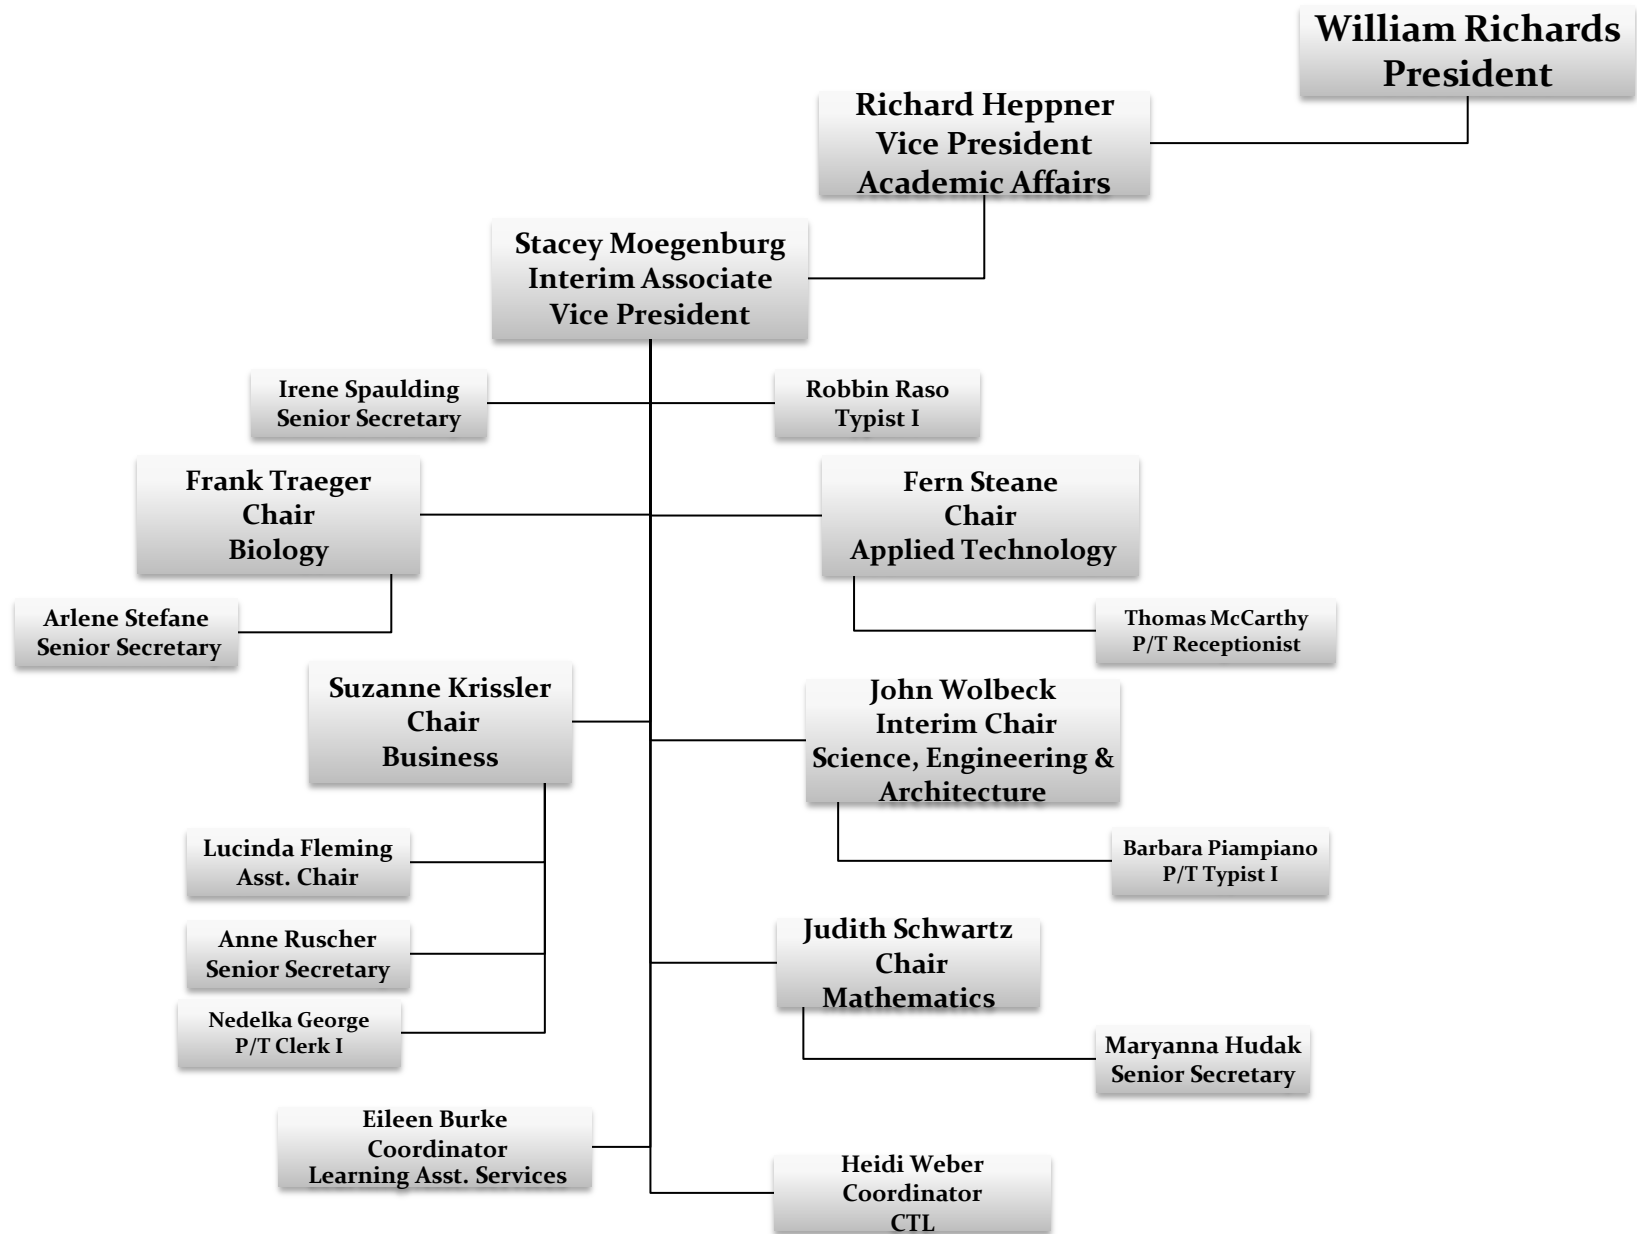 William Richards
President
Richard Heppner
Vice President
Academic Affairs
Stacey Moegenburg
Interim Associate
Vice President
Irene Spaulding
Senior Secretary
Robbin Raso
Typist I
Frank Traeger
Chair
Biology
Fern Steane
Chair
Applied Technology
Arlene Stefane
Senior Secretary
Thomas McCarthy
P/T Receptionist
Suzanne Krissler
Chair
Business
John Wolbeck
Interim Chair
Science, Engineering &
Architecture
Lucinda Fleming
Asst. Chair
Barbara Piampiano
P/T Typist I
Anne Ruscher
Senior Secretary
Judith Schwartz
Chair
Mathematics
Nedelka George
P/T Clerk I
Maryanna Hudak
Senior Secretary
Eileen Burke
Coordinator
Learning Asst. Services
Heidi Weber
Coordinator
CTL